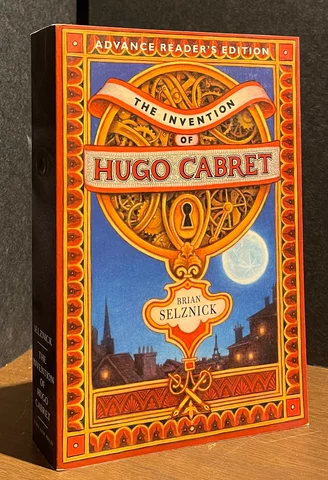 ADVANCE READER'S EDITION
THE INVENTION
OF
HUGO CABRET
BRIAN
SELZNICK
SELZNICK
THE
INVENTION
OF
HUGO
CABRET